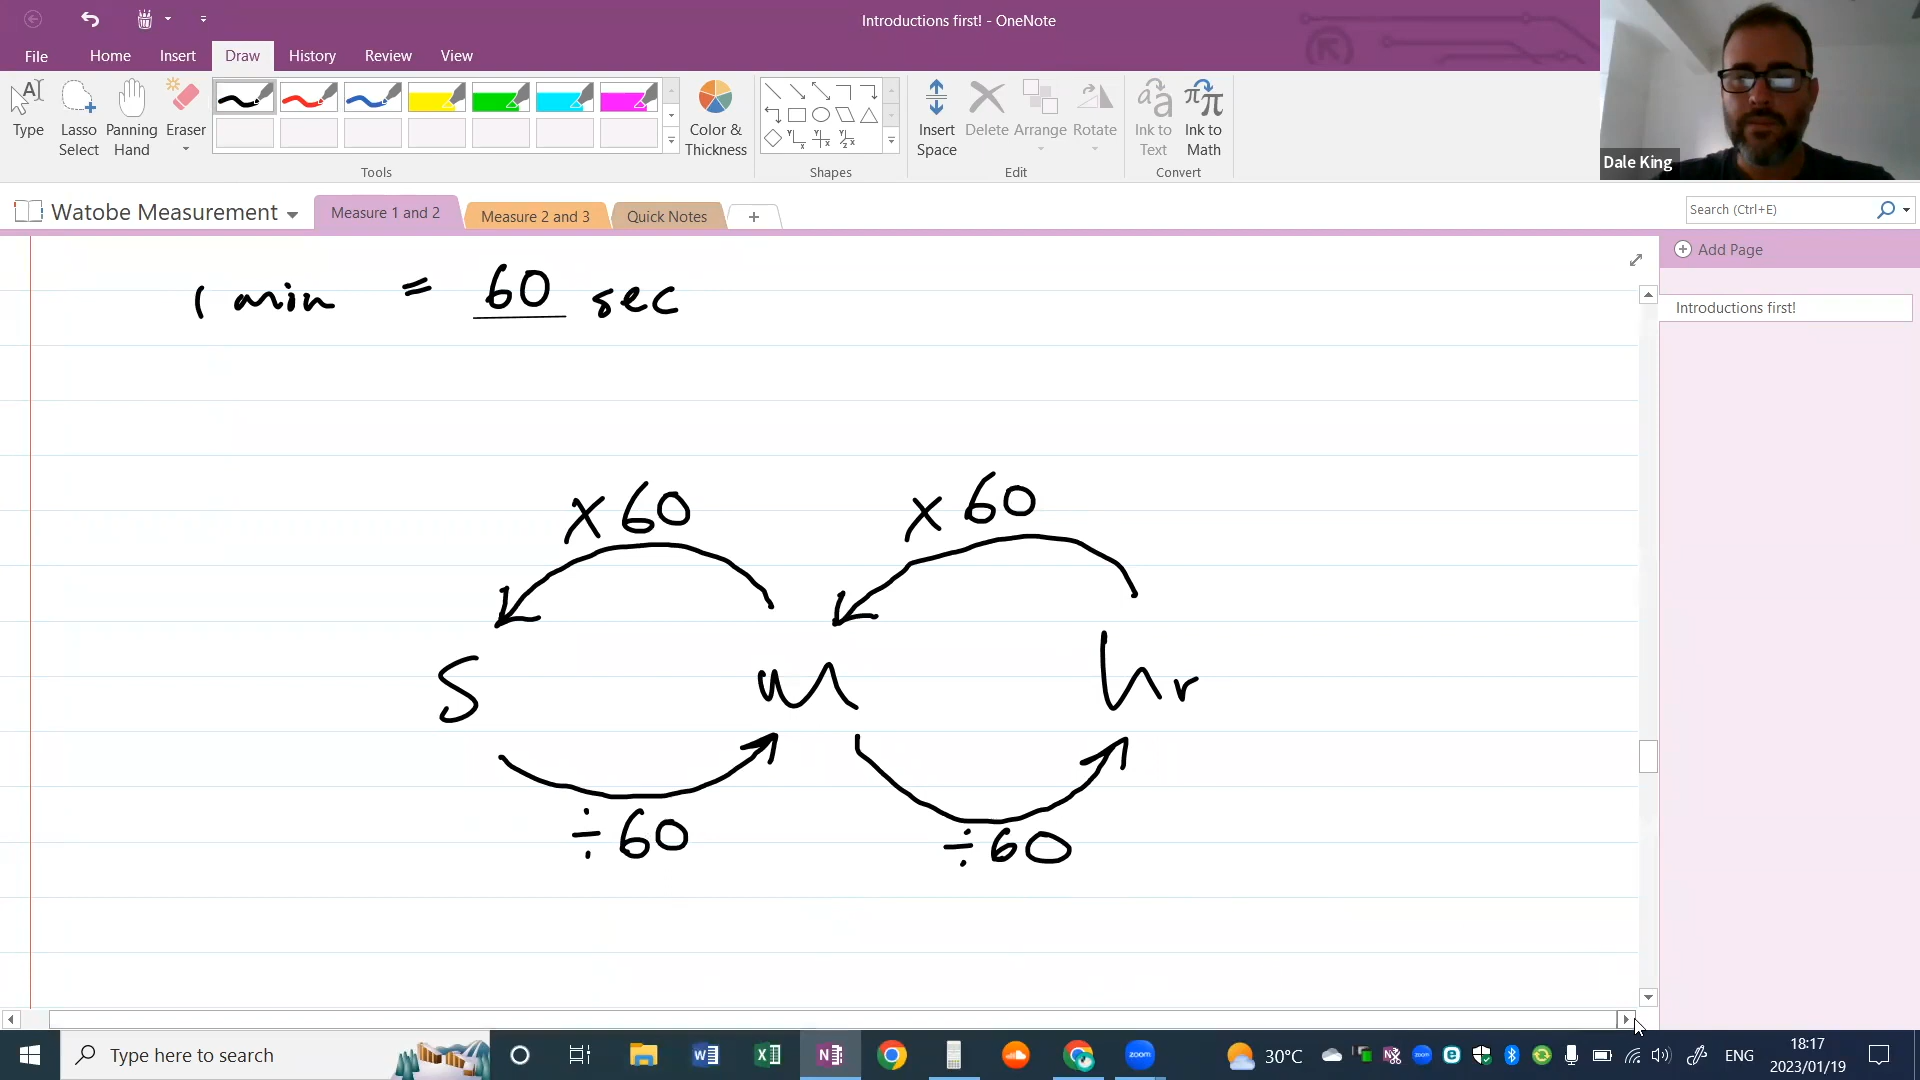 Introductions first! - OneNote
File Home Insert Draw History Review View
Type
Lasso Select
Panning Hand
Eraser
Color & Thickness
Insert Space
Delete Arrange Rotate
Ink to Text
Ink to Math
Tools Shapes Edit Convert
Dale King
Watobe Measurement Measure 1 and 2 Measure 2 and 3 Quick Notes +
Search (Ctrl+E)
Add Page
Introductions first!
1 min = 60 sec
x 60 x 60
s m hr
÷ 60 ÷ 60
Type here to search
zoom
30°C
ENG
18:17
2023/01/19